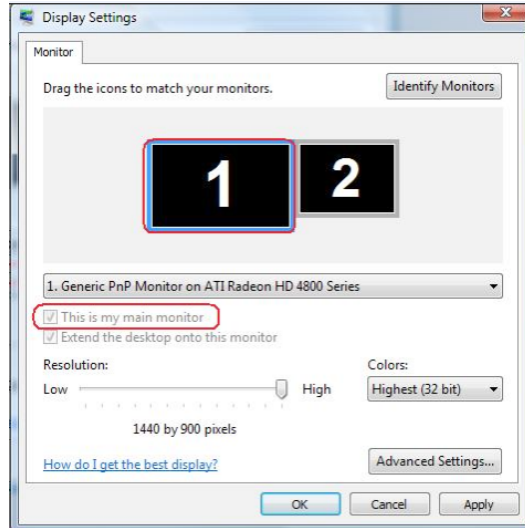 Display Settings
Monitor
Drag the icons to match your monitors.
Identify Monitors
1
2
1. Generic PnP Monitor on ATI Radeon HD 4800 Series
This is my main monitor
Extend the desktop onto this monitor
Resolution:
Colors:
Low
High
Highest (32 bit)
1440 by 900 pixels
How do I get the best display?
Advanced Settings...
OK
Cancel
Apply